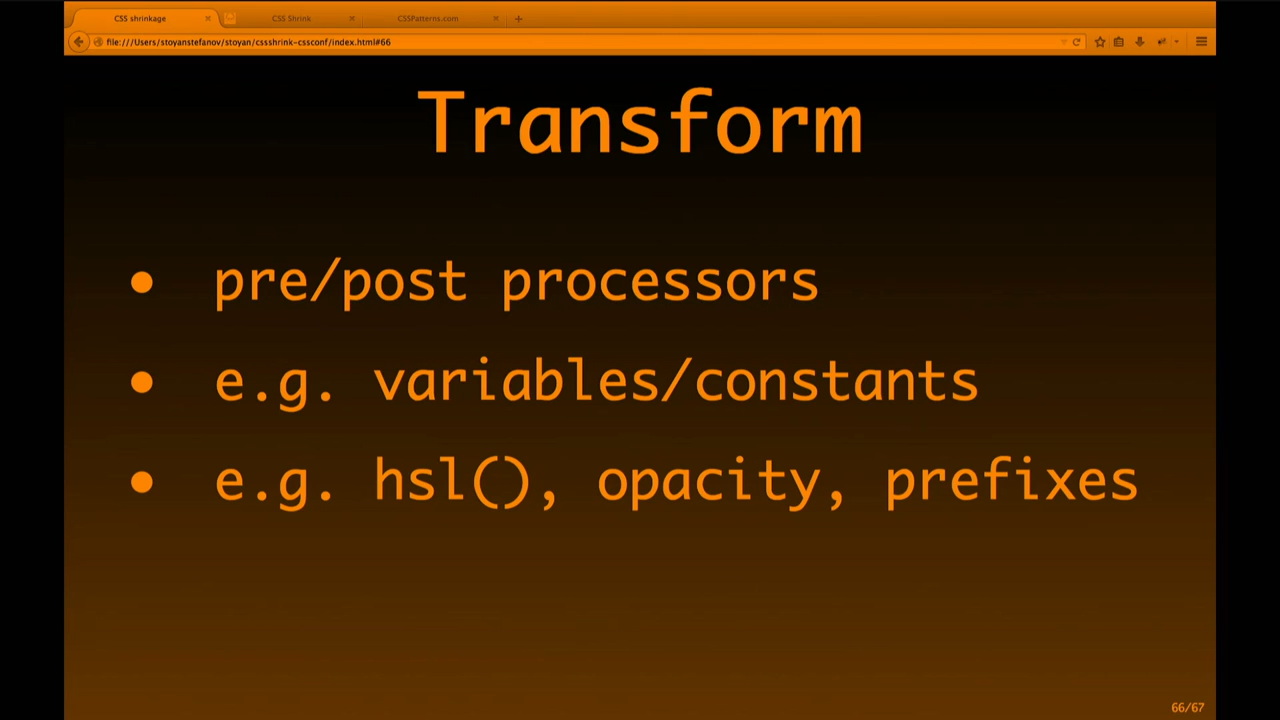 CSS shrinkage
CSS Shrink
CSSPatterns.com
file:///Users/stoyanstefanov/stoyan/cssshrink-cssconf/index.html#66
Transform
• pre/post processors
• e.g. variables/constants
• e.g. hsl(), opacity, prefixes
66/67